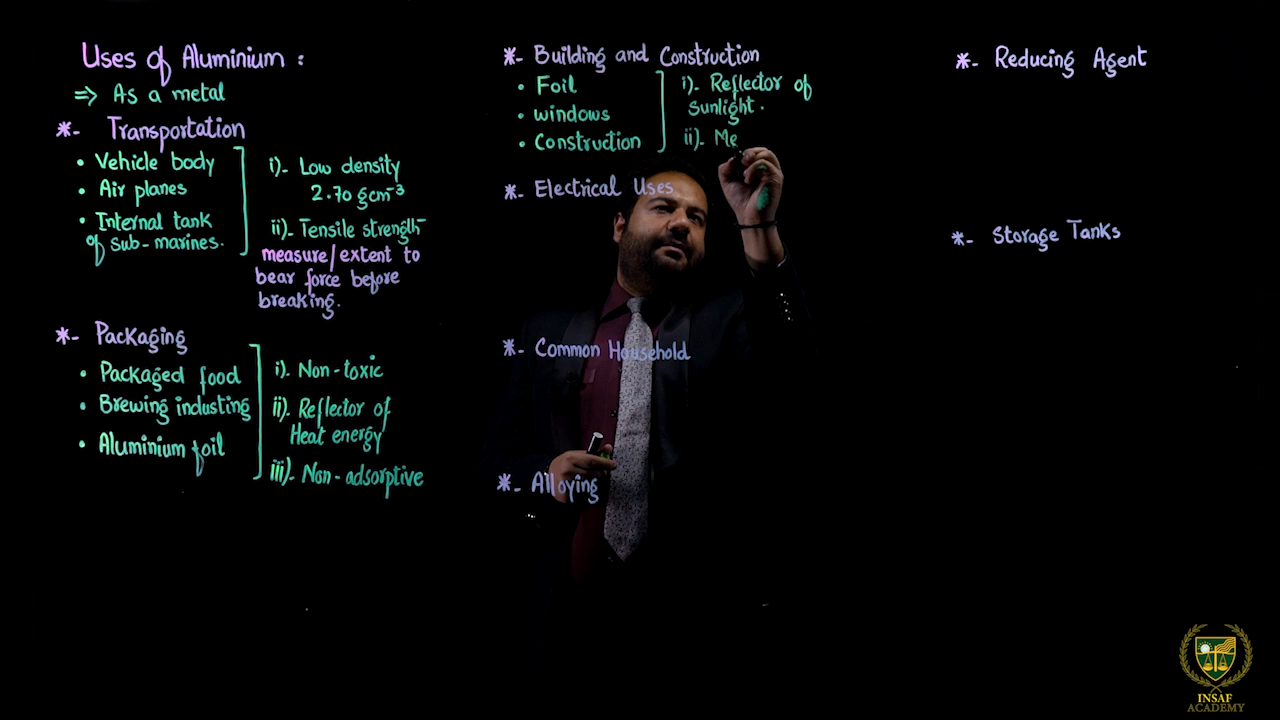 Uses of Aluminium :
⇒ As a metal
*- Transportation
• Vehicle body
• Air planes
• Internal tank
of Sub-marines.
i)- Low density
2.70 gcm⁻³
ii)- Tensile strength
measure/extent to
bear force before
breaking.
*- Packaging
• Packaged food
• Brewing industing
• Aluminium foil
i). Non-toxic
ii). Reflector of
Heat energy
iii). Non-adsorptive
*- Building and Construction
• Foil
• windows
• Construction
i). Reflector of
Sunlight.
ii). Me
*- Electrical Uses
*- Common Household
*- Alloying
*- Reducing Agent
*- Storage Tanks
INSAF
ACADEMY